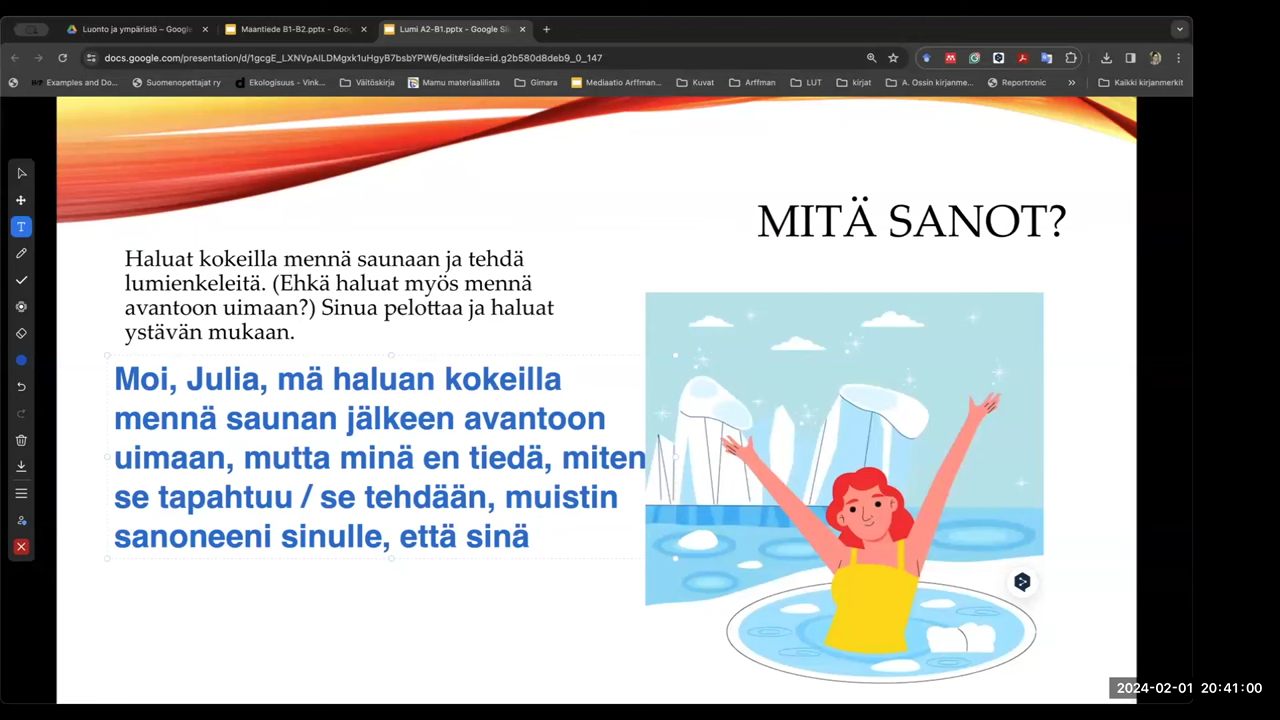 Luonto ja ympäristö – Google
Maantiede B1-B2.pptx - Goog
Lumi A2-B1.pptx - Google Sli
docs.google.com/presentation/d/1gcgE_LXNVpAILDMgxk1uHgyB7bsbYPW6/edit#slide=id.g2b580d8deb9_0_147
Examples and Do...
Suomenopettajat ry
Ekologisuus - Vink...
Väitöskirja
Mamu materiaalilista
Gimara
Mediaatio Arffman...
Kuvat
Arffman
LUT
kirjat
A. Ossin kirjanme...
Reportronic
»
Kaikki kirjanmerkit
MITÄ SANOT?
Haluat kokeilla mennä saunaan ja tehdä
lumienkeleitä. (Ehkä haluat myös mennä
avantoon uimaan?) Sinua pelottaa ja haluat
ystävän mukaan.
Moi, Julia, mä haluan kokeilla
mennä saunan jälkeen avantoon
uimaan, mutta minä en tiedä, miten
se tapahtuu / se tehdään, muistin
sanoneeni sinulle, että sinä
2024-02-01 20:41:00